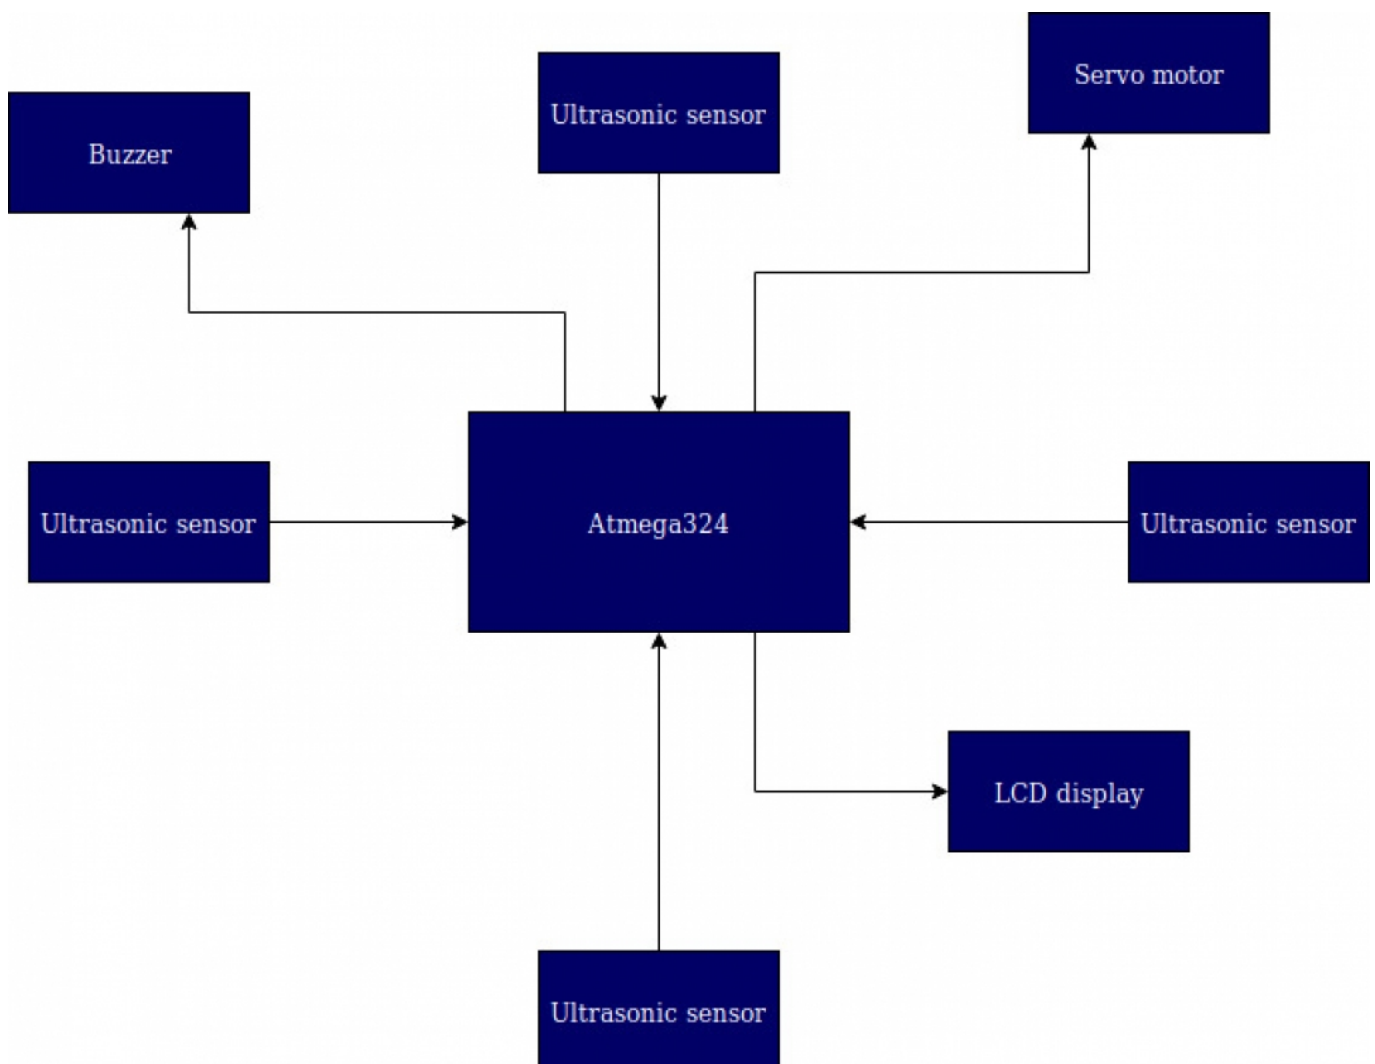 Servo motor
Ultrasonic sensor
Buzzer
Ultrasonic sensor
Atmega324
Ultrasonic sensor
LCD display
Ultrasonic sensor